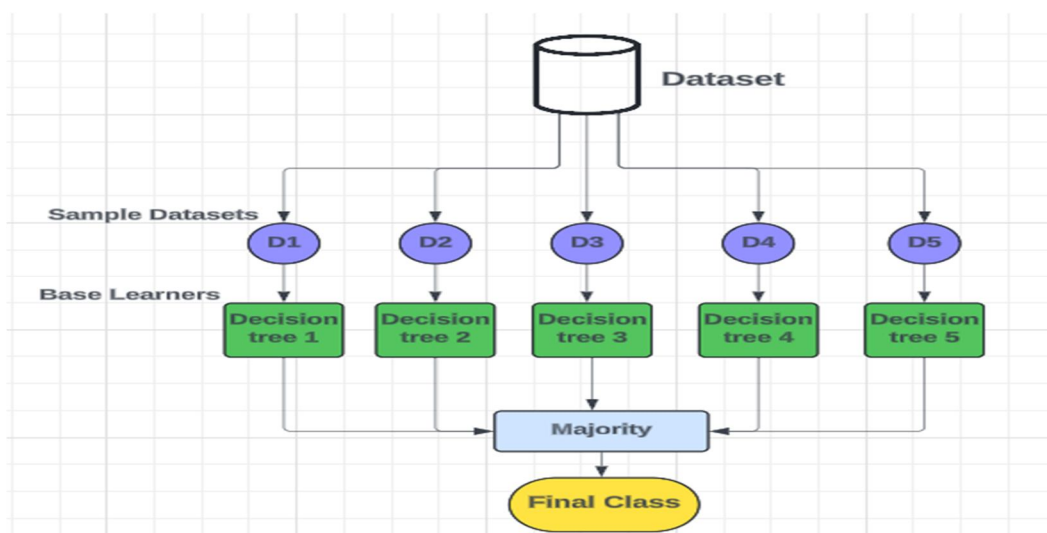 Dataset
Sample Datasets
D1 D2 D3 D4 D5
Base Learners
Decision tree 1
Decision tree 2
Decision tree 3
Decision tree 4
Decision tree 5
Majority
Final Class